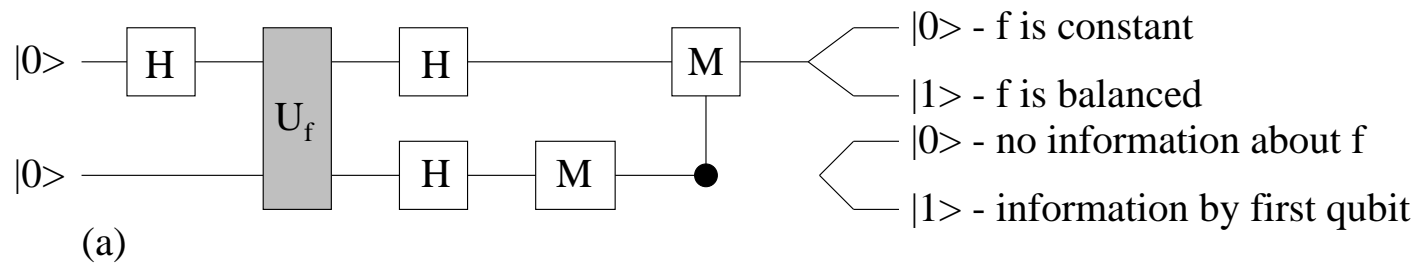 |0> H U_f H M |0> - f is constant
|1> - f is balanced
|0> H M |0> - no information about f
|1> - information by first qubit
(a)